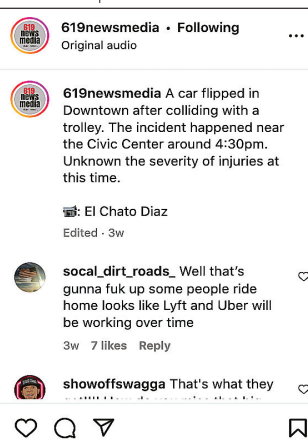 619newsmedia • Following
Original audio
...
619 news media
619newsmedia A car flipped in
Downtown after colliding with a
trolley. The incident happened near
the Civic Center around 4:30pm.
Unknown the severity of injuries at
this time.
📹: El Chato Diaz
Edited · 3w
socal_dirt_roads_ Well that's
gunna fuk up some people ride
home looks like Lyft and Uber will
be working over time
3w 7 likes Reply
showoffswagga That's what they